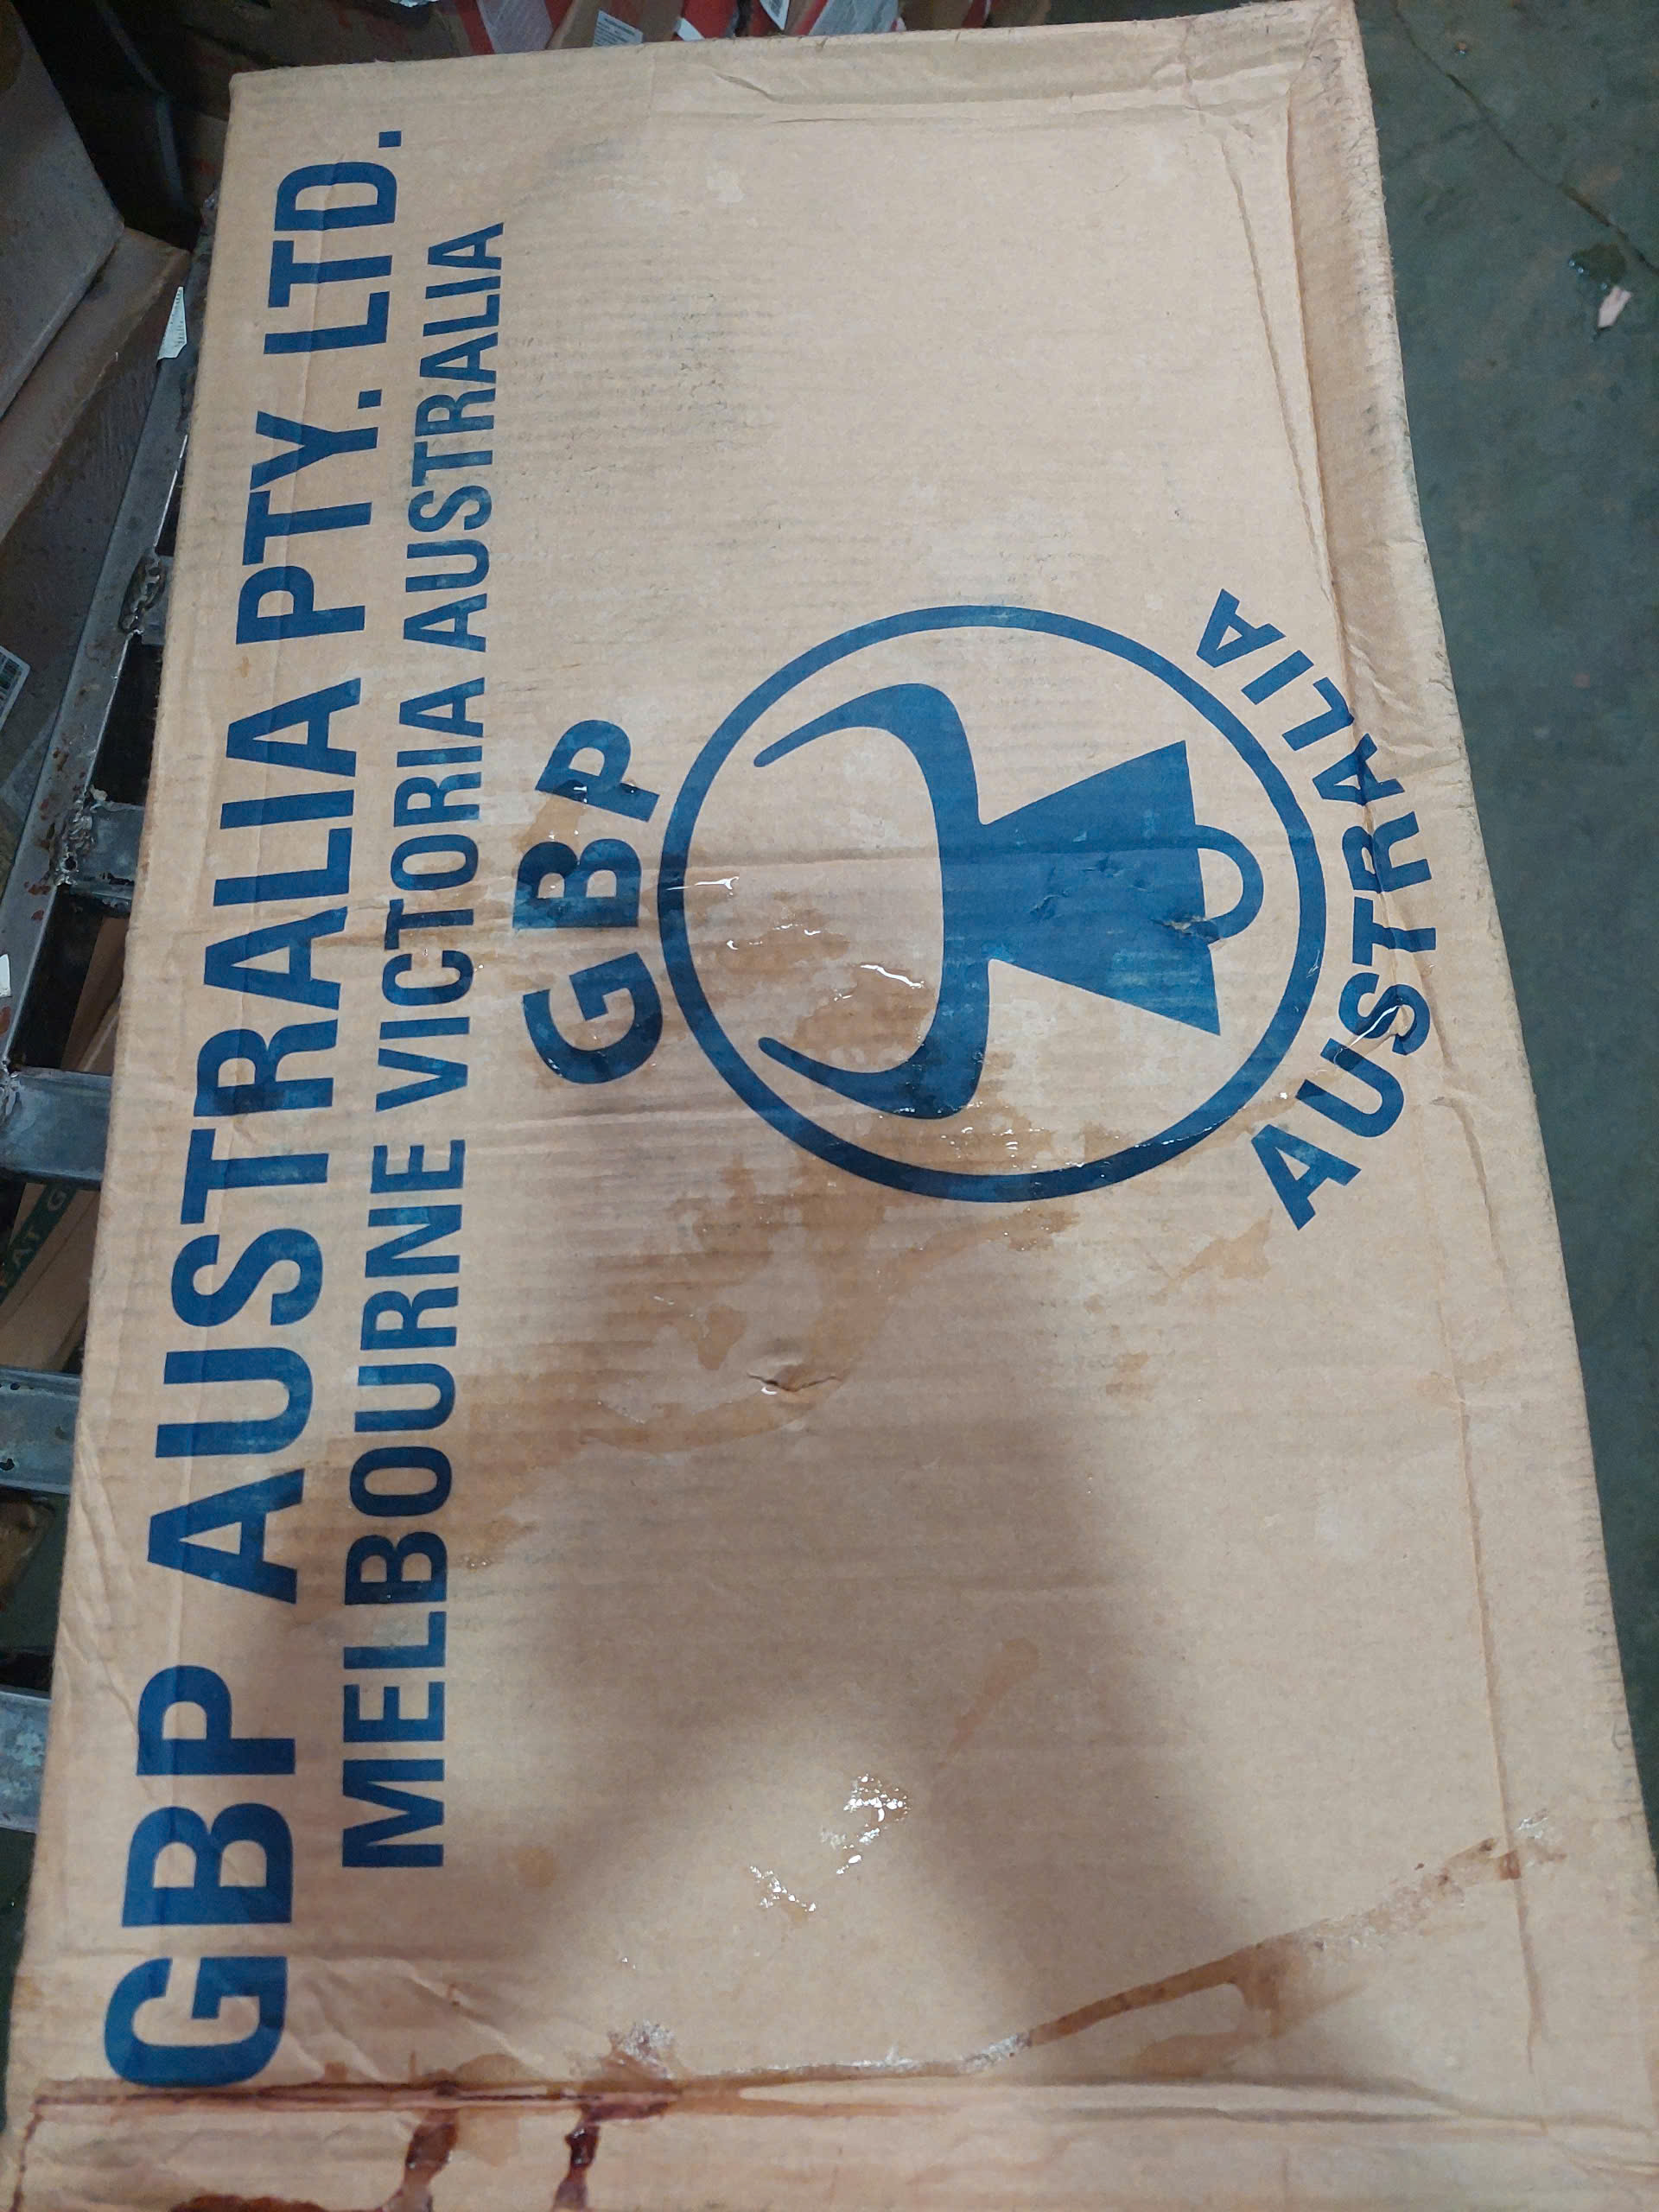 GBP AUSTRALIA PTY. LTD.
MELBOURNE VICTORIA AUSTRALIA
GBP
AUSTRALIA